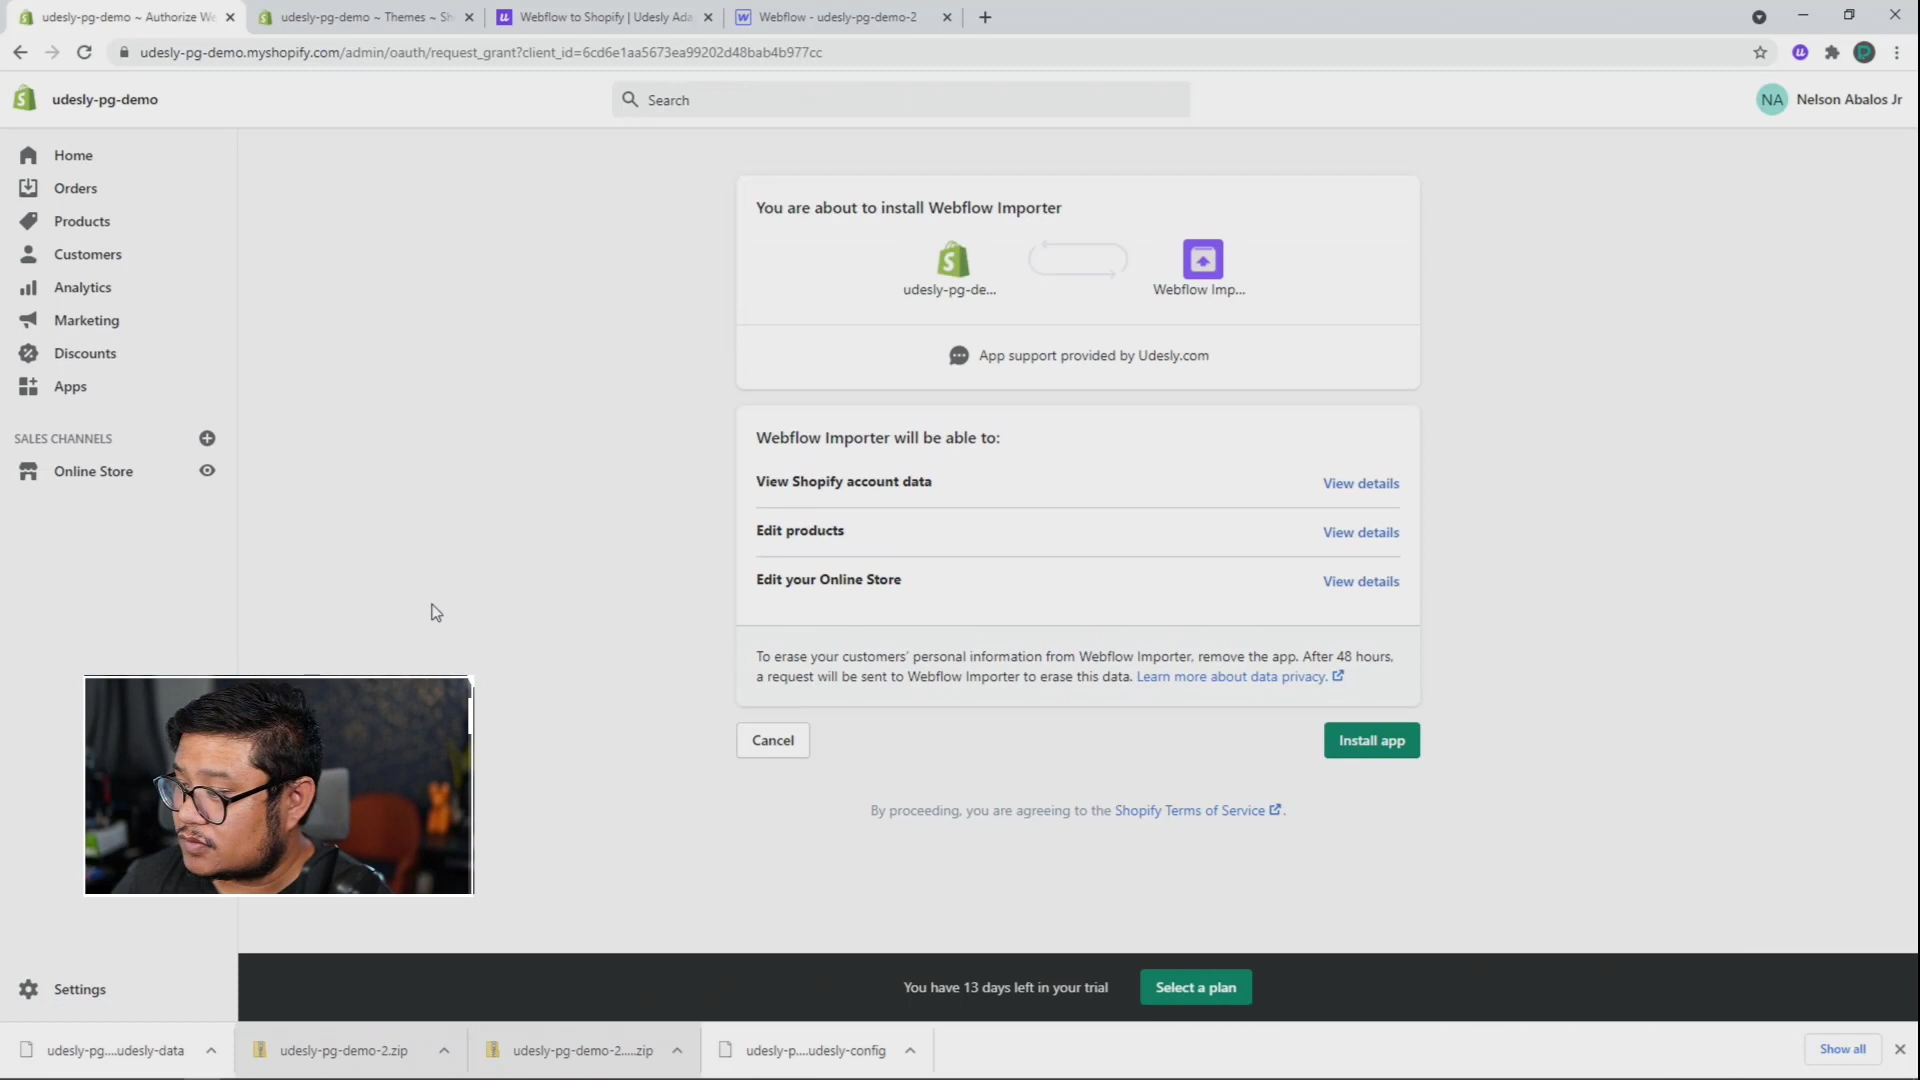 udesly-pg-demo ~ Authorize We
udesly-pg-demo ~ Themes ~ Sh
Webflow to Shopify | Udesly Ada
Webflow - udesly-pg-demo-2
udesly-pg-demo.myshopify.com/admin/oauth/request_grant?client_id=6cd6e1aa5673ea99202d48bab4b977cc
udesly-pg-demo
Search
NA
Nelson Abalos Jr
Home
Orders
Products
Customers
Analytics
Marketing
Discounts
Apps
SALES CHANNELS
Online Store
Settings
You are about to install Webflow Importer
udesly-pg-de...
Webflow Imp...
App support provided by Udesly.com
Webflow Importer will be able to:
View Shopify account data
View details
Edit products
View details
Edit your Online Store
View details
To erase your customers' personal information from Webflow Importer, remove the app. After 48 hours,
a request will be sent to Webflow Importer to erase this data. Learn more about data privacy.
Cancel
Install app
By proceeding, you are agreeing to the Shopify Terms of Service.
You have 13 days left in your trial
Select a plan
udesly-pg....udesly-data
udesly-pg-demo-2.zip
udesly-pg-demo-2.....zip
udesly-p....udesly-config
Show all